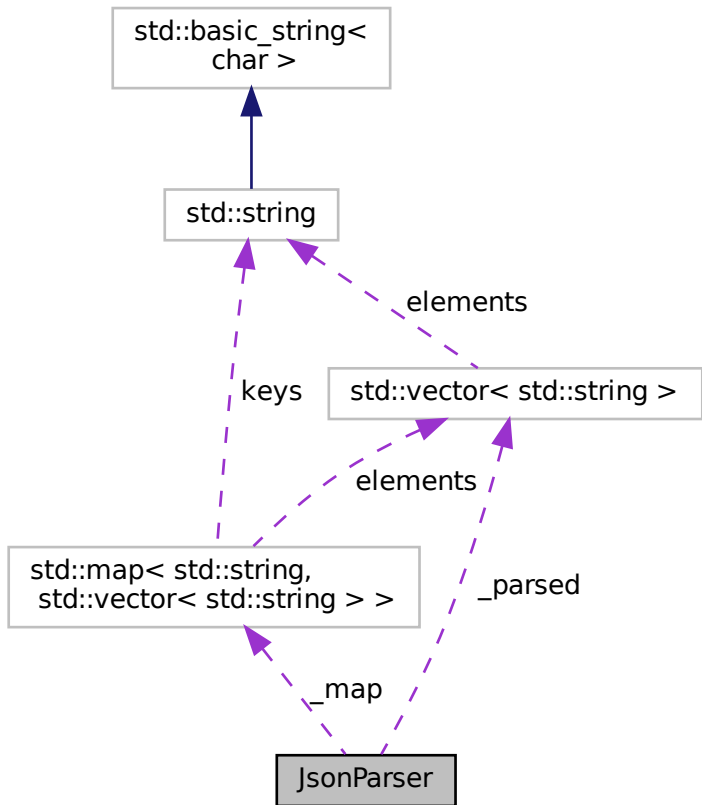 std::basic_string<
char >
std::string
elements
keys
std::vector< std::string >
elements
std::map< std::string,
std::vector< std::string > >
_parsed
_map
JsonParser